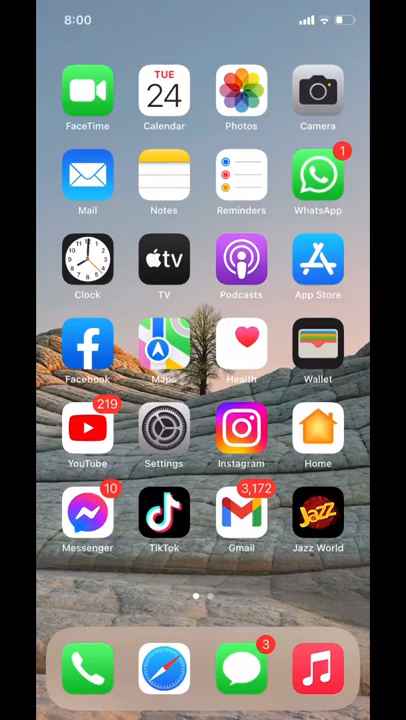 8:00
TUE
24
FaceTime
Calendar
Photos
Camera
1
Mail
Notes
Reminders
WhatsApp
12
tv
Clock
TV
Podcasts
App Store
Facebook
Maps
Health
Wallet
219
YouTube
Settings
Instagram
Home
10
3,172
Jazz
Messenger
TikTok
Gmail
Jazz World
3